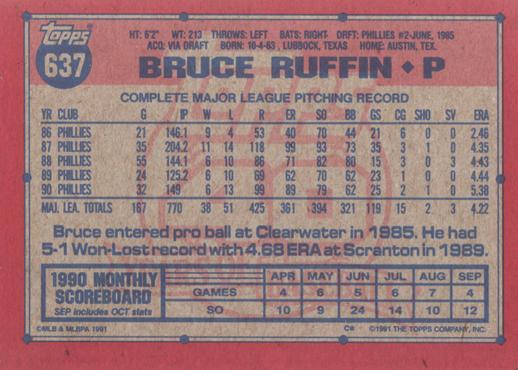 Topps
637
HT: 6'2" WT: 213 THROWS: LEFT BATS: RIGHT DRFT: PHILLIES #2-JUNE, 1985
ACQ: VIA DRAFT BORN: 10-4-63, LUBBOCK, TEXAS HOME: AUSTIN, TEX.
BRUCE RUFFIN • P
COMPLETE MAJOR LEAGUE PITCHING RECORD
YR CLUB G IP W L R ER SO BB GS CG SHO SV ERA
86 PHILLIES 21 146.1 9 4 53 40 70 44 21 6 0 0 2.46
87 PHILLIES 35 204.2 11 14 118 99 93 73 35 3 1 0 4.35
88 PHILLIES 55 144.1 6 10 86 71 82 80 15 3 0 3 4.43
89 PHILLIES 24 125.2 6 10 69 62 70 62 23 1 0 0 4.44
90 PHILLIES 32 149 6 13 99 89 79 62 25 2 1 0 5.38
MAJ. LEA. TOTALS 167 770 38 51 425 361 394 321 119 15 2 3 4.22
Bruce entered pro ball at Clearwater in 1985. He had
5-1 Won-Lost record with 4.68 ERA at Scranton in 1989.
1990 MONTHLY SCOREBOARD
SEP includes OCT stats
APR MAY JUN JUL AUG SEP
GAMES 4 6 5 6 7 4
SO 10 9 24 14 10 12
©MLB & MLBPA 1991 C* ©1991 THE TOPPS COMPANY, INC.